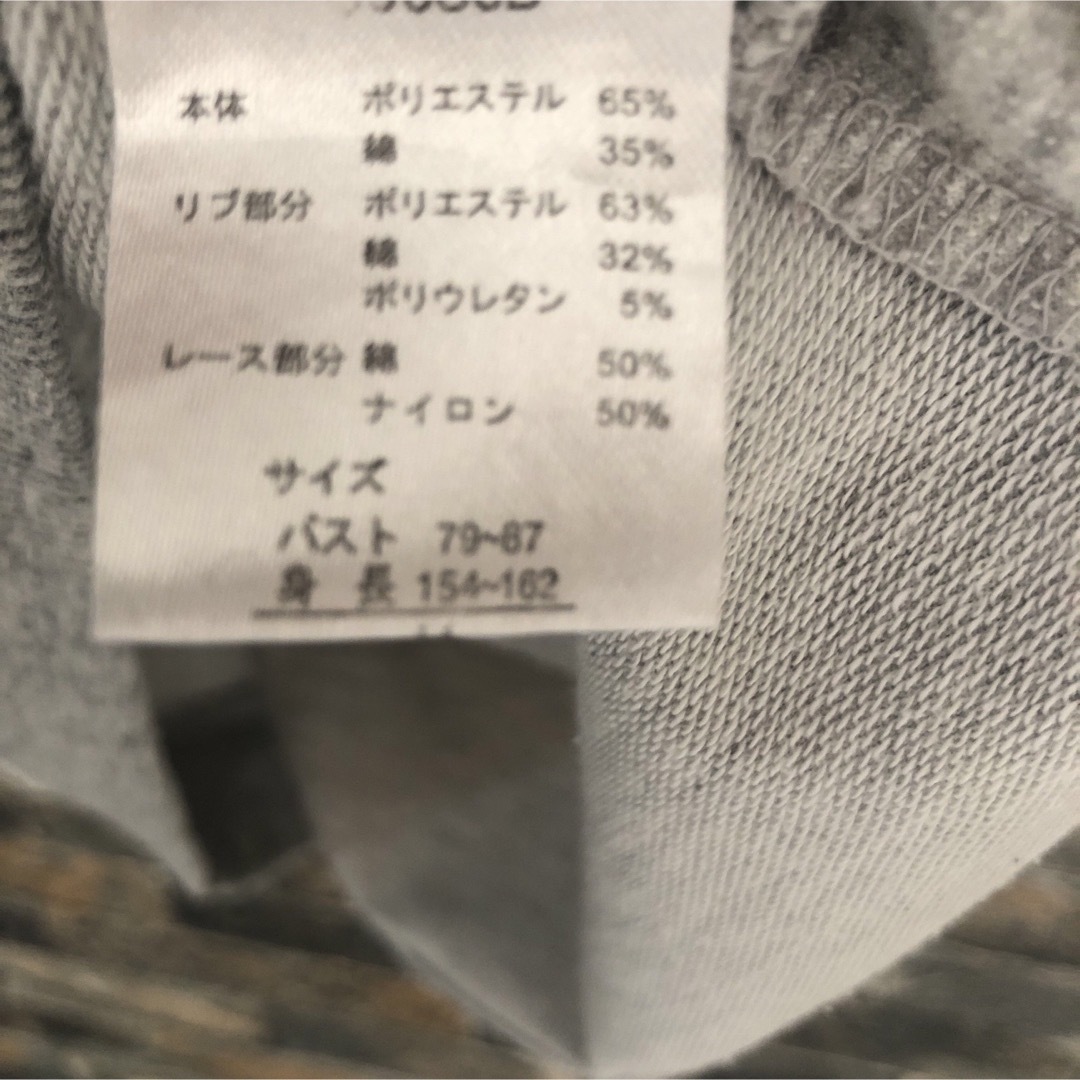 本体 ポリエステル 65%
綿 35%
リブ部分 ポリエステル 63%
綿 32%
ポリウレタン 5%
レース部分 綿 50%
ナイロン 50%
サイズ
バスト 79~87
身長 154~162